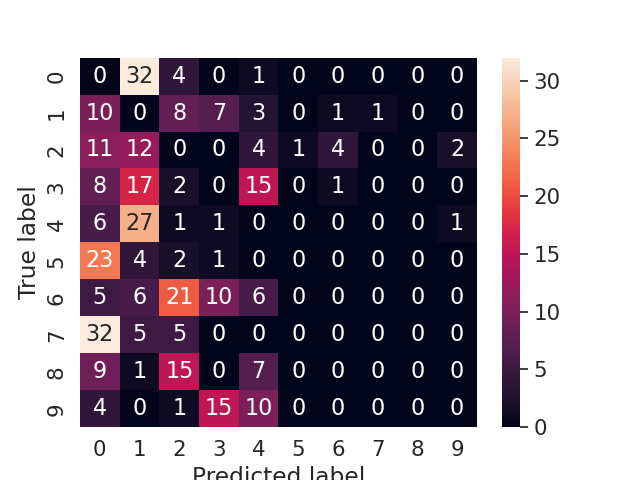 0 0 32 4 0 1 0 0 0 0 0 30
1 10 0 8 7 3 0 1 1 0 0 25
2 11 12 0 0 4 1 4 0 0 2
3 8 17 2 0 15 0 1 0 0 0 20
4 6 27 1 1 0 0 0 0 0 1 15
5 23 4 2 1 0 0 0 0 0 0
6 5 6 21 10 6 0 0 0 0 0 10
7 32 5 5 0 0 0 0 0 0 0
8 9 1 15 0 7 0 0 0 0 0 5
9 4 0 1 15 10 0 0 0 0 0 0
0 1 2 3 4 5 6 7 8 9
True label
Predicted label